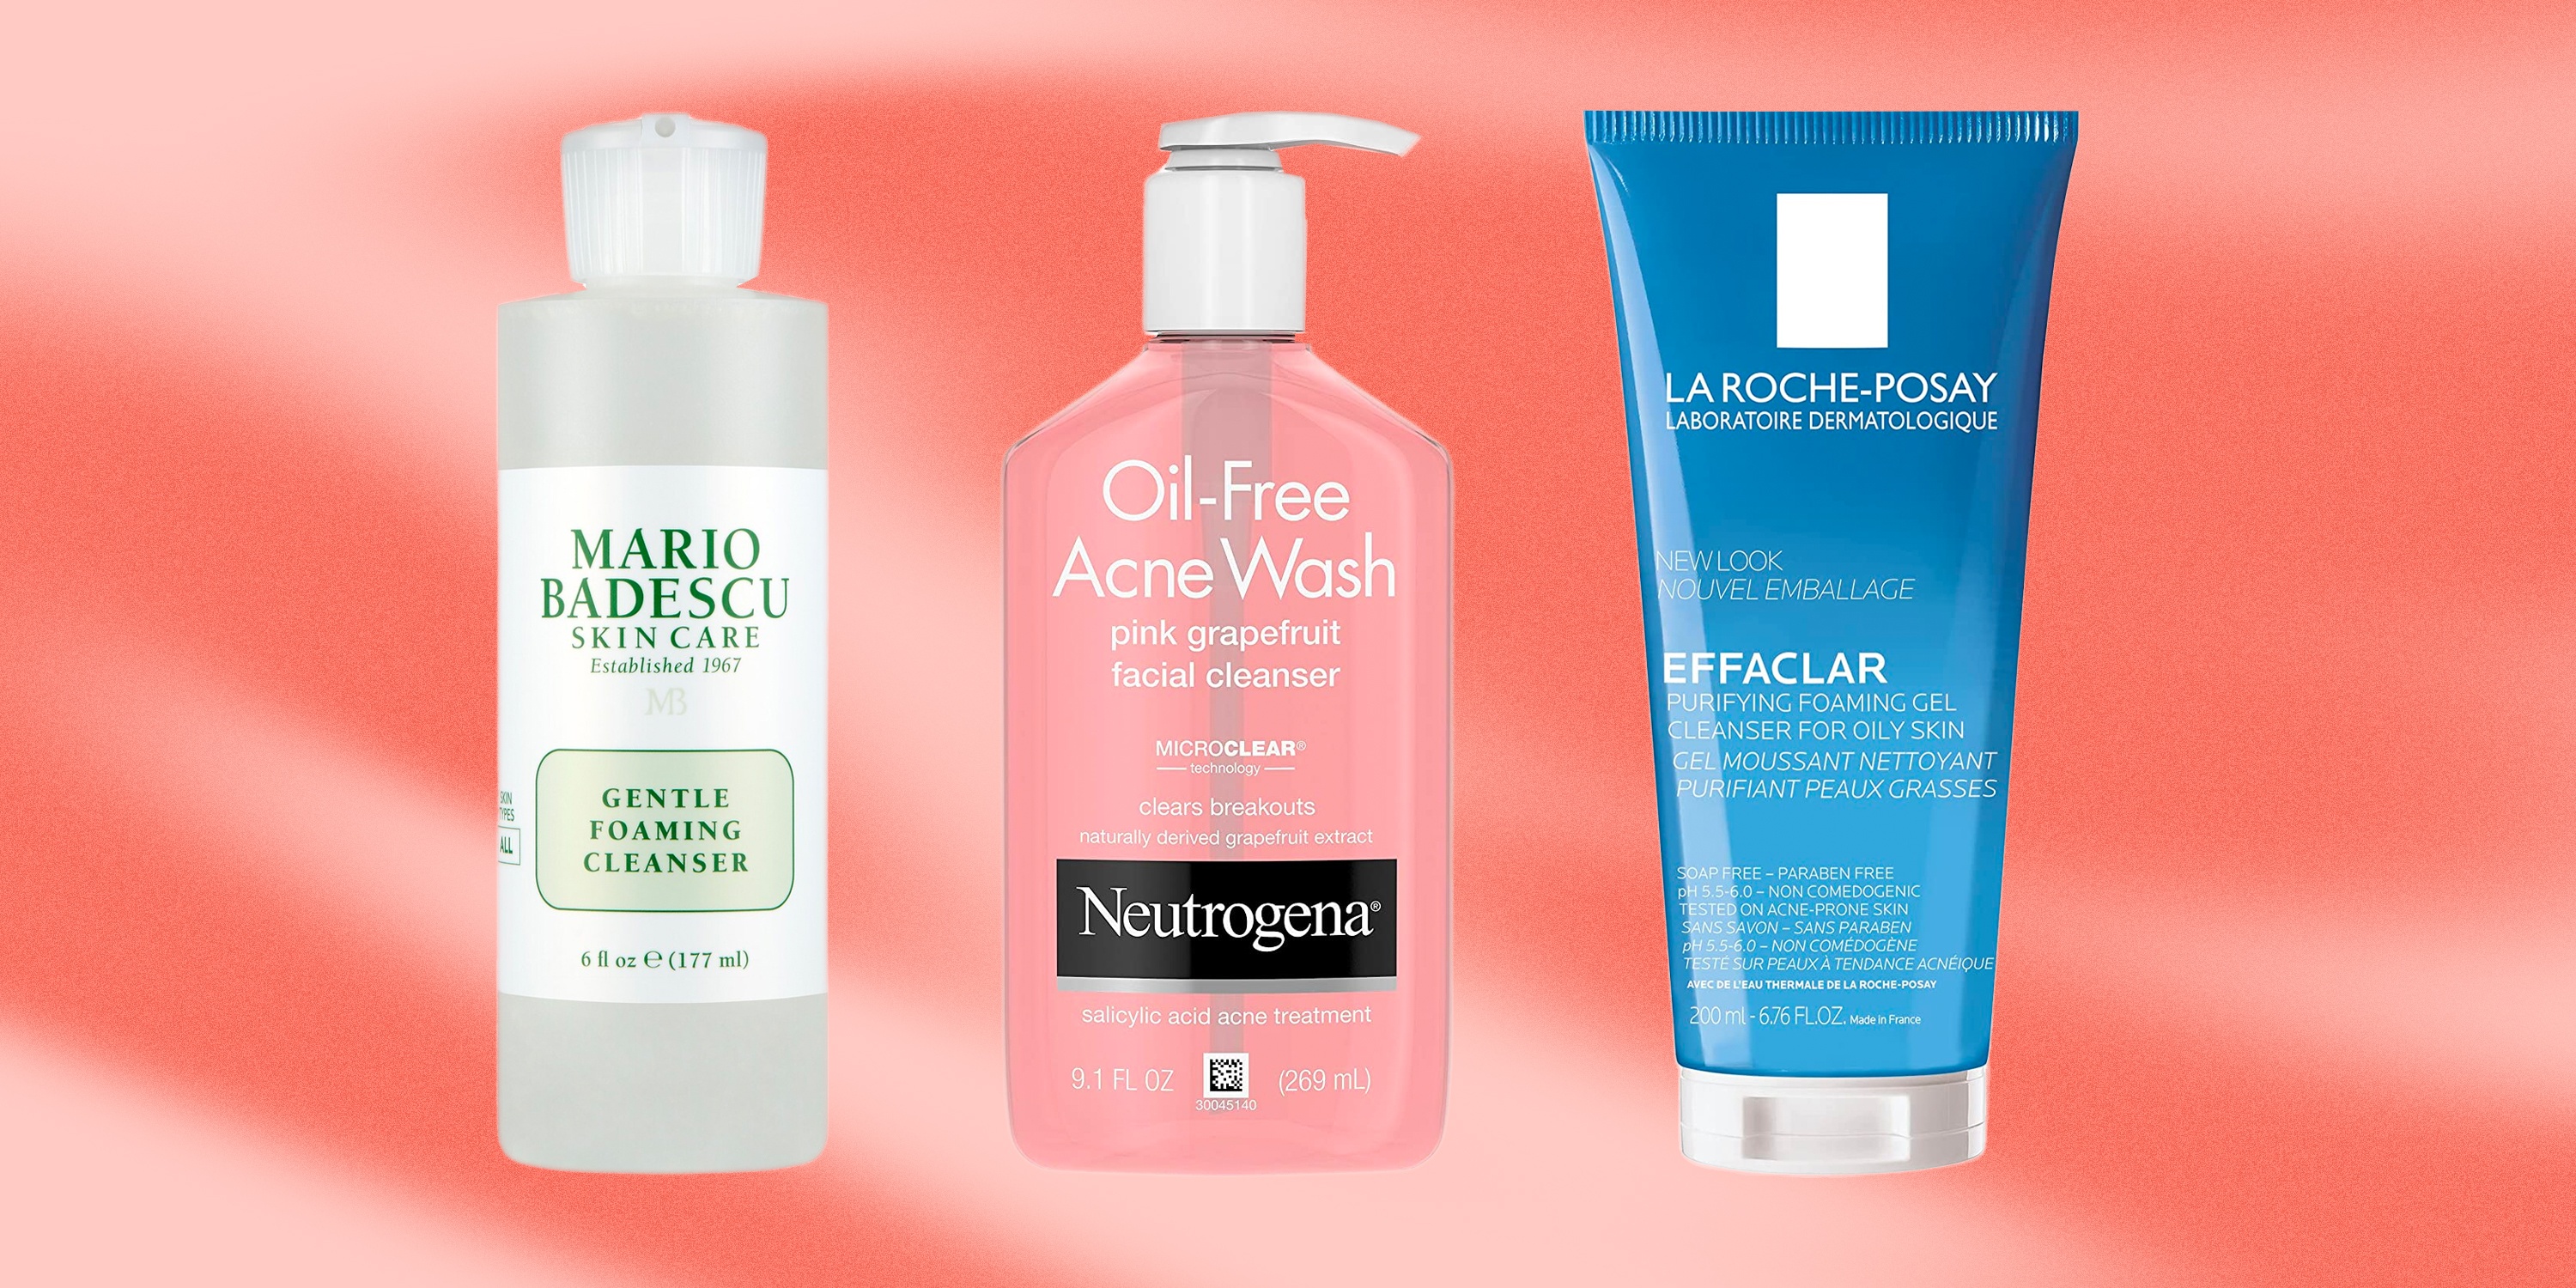 MARIO
BADESCU
SKIN CARE
Established 1967
MB
SKIN
TYPES
ALL
GENTLE
FOAMING
CLEANSER
6 fl oz ℮ (177 ml)
Oil-Free
Acne Wash
pink grapefruit
facial cleanser
MICROCLEAR®
technology
clears breakouts
naturally derived grapefruit extract
Neutrogena®
salicylic acid acne treatment
9.1 FL OZ (269 mL)
30045140
LA ROCHE-POSAY
LABORATOIRE DERMATOLOGIQUE
NEW LOOK
NOUVEL EMBALLAGE
EFFACLAR
PURIFYING FOAMING GEL
CLEANSER FOR OILY SKIN
GEL MOUSSANT NETTOYANT
PURIFIANT PEAUX GRASSES
SOAP FREE – PARABEN FREE
pH 5.5-6.0 – NON COMEDOGENIC
TESTED ON ACNE-PRONE SKIN
SANS SAVON – SANS PARABEN
pH 5.5-6.0 – NON COMÉDOGÈNE
TESTÉ SUR PEAUX À TENDANCE ACNÉIQUE
AVEC DE L'EAU THERMALE DE LA ROCHE-POSAY
200 ml - 6.76 FL.OZ. Made in France